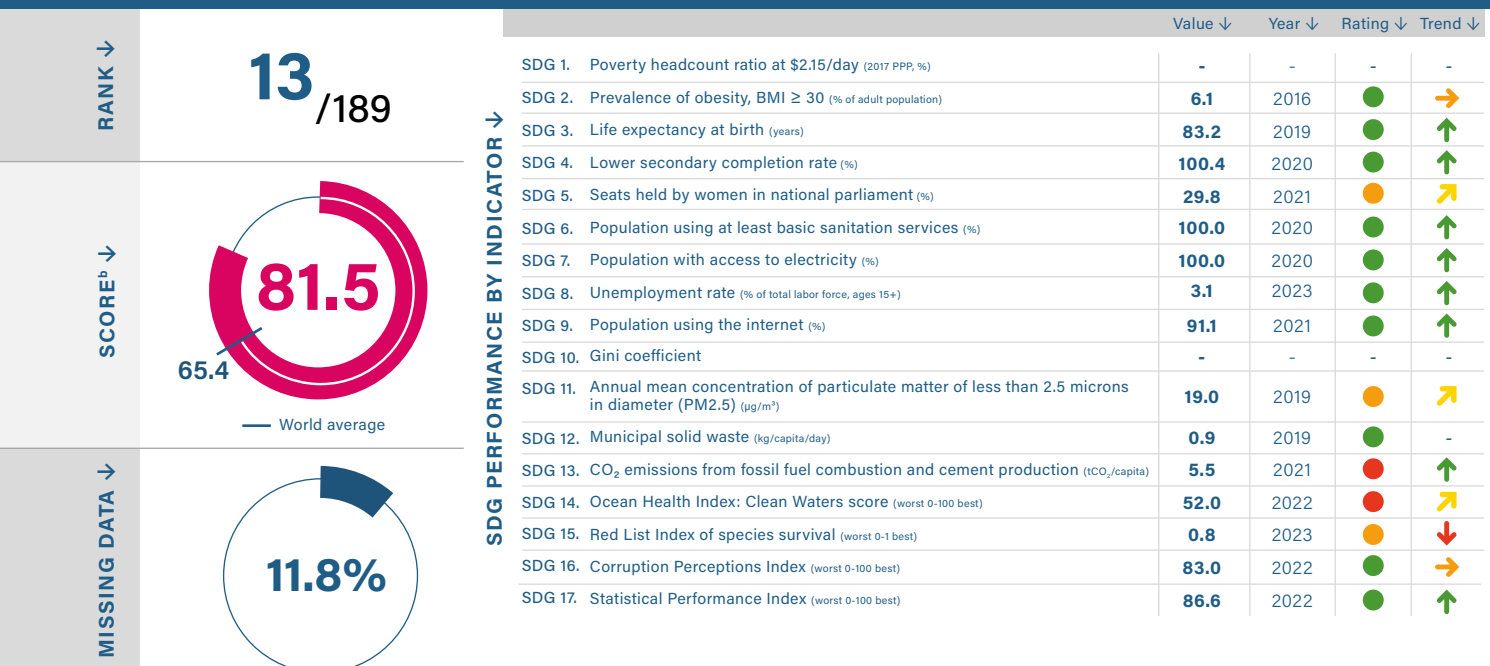 RANK →
13/189
SCOREᵇ →
81.5
65.4
World average
MISSING DATA →
11.8%
SDG PERFORMANCE BY INDICATOR →
Value ↓ Year ↓ Rating ↓ Trend ↓
SDG 1. Poverty headcount ratio at $2.15/day (2017 PPP, %) - - - -
SDG 2. Prevalence of obesity, BMI ≥ 30 (% of adult population) 6.1 2016
SDG 3. Life expectancy at birth (years) 83.2 2019
SDG 4. Lower secondary completion rate (%) 100.4 2020
SDG 5. Seats held by women in national parliament (%) 29.8 2021
SDG 6. Population using at least basic sanitation services (%) 100.0 2020
SDG 7. Population with access to electricity (%) 100.0 2020
SDG 8. Unemployment rate (% of total labor force, ages 15+) 3.1 2023
SDG 9. Population using the internet (%) 91.1 2021
SDG 10. Gini coefficient - - - -
SDG 11. Annual mean concentration of particulate matter of less than 2.5 microns
in diameter (PM2.5) (µg/m³) 19.0 2019
SDG 12. Municipal solid waste (kg/capita/day) 0.9 2019 -
SDG 13. CO₂ emissions from fossil fuel combustion and cement production (tCO₂/capita) 5.5 2021
SDG 14. Ocean Health Index: Clean Waters score (worst 0-100 best) 52.0 2022
SDG 15. Red List Index of species survival (worst 0-1 best) 0.8 2023
SDG 16. Corruption Perceptions Index (worst 0-100 best) 83.0 2022
SDG 17. Statistical Performance Index (worst 0-100 best) 86.6 2022